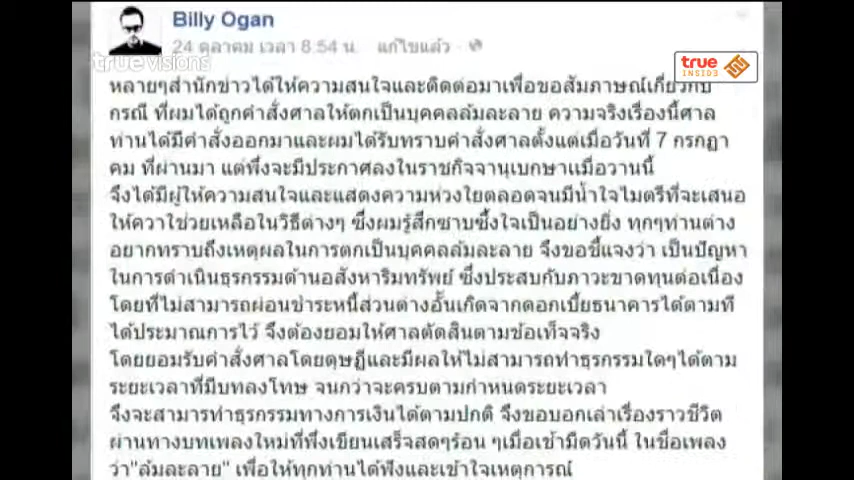 Billy Ogan
24 ตุลาคม เวลา 8:54 น. · แก้ไขแล้ว ·
truevisions
true
INSIDE
หลายๆสำนักข่าวได้ให้ความสนใจและติดต่อมาเพื่อขอสัมภาษณ์เกี่ยวกับ
กรณี ที่ผมได้ถูกคำสั่งศาลให้ตกเป็นบุคคลล้มละลาย ความจริงเรื่องนี้ศาล
ท่านได้มีคำสั่งออกมาและผมได้รับทราบคำสั่งศาลตั้งแต่เมื่อวันที่ 7 กรกฏา
คม ที่ผ่านมา แต่พึ่งจะมีประกาศลงในราชกิจจานุเบกษาเเมื่อวานนี้
จึงได้มีผู้ให้ความสนใจและแสดงความห่วงใยตลอดจนมีน้ำใจไมตรีที่จะเสนอ
ให้ควาใช่วยเหลือในวิธีต่างๆ ซึ่งผมรู้สึกซาบซึ้งใจเป็นอย่างยิ่ง ทุกๆท่านต่าง
อยากทราบถึงเหตุผลในการตกเป็นบุคคลล้มละลาย จึงขอชี้แจงว่า เป็นปัญหา
ในการดำเนินธุรกรรมด้านอสังหาริมทรัพย์ ซึ่งประสบกับภาวะขาดทุนต่อเนื่อง
โดยที่ไม่สามารถผ่อนชำระหนี้ส่วนต่างอั้นเกิดจากดอกเบี้ยธนาคารได้ตามที
ได้ประมาณการไว้ จึงต้องยอมให้ศาลตัดสินตามข้อเท็จจริง
โดยยอมรับคำสั่งศาลโดยดุษฏีและมีผลให้ไม่สามารถทำธุรกรรมใดๆได้ตาม
ระยะเวลาที่มีบทลงโทษ จนกว่าจะครบตามกำหนดระยะเวลา
จึงจะสามารทำธุรกรรมทางการเงินได้ตามปกติ จึงขอบอกเล่าเรื่องราวชีวิต
ผ่านทางบทเพลงใหม่ที่พึ่งเขียนเสร็จสดๆร้อน ๆเมื่อเช้ามืดวันนี้ ในชื่อเพลง
ว่า"ล้มละลาย" เพื่อให้ทุกท่านได้ฟังและเข้าใจเหตุการณ์